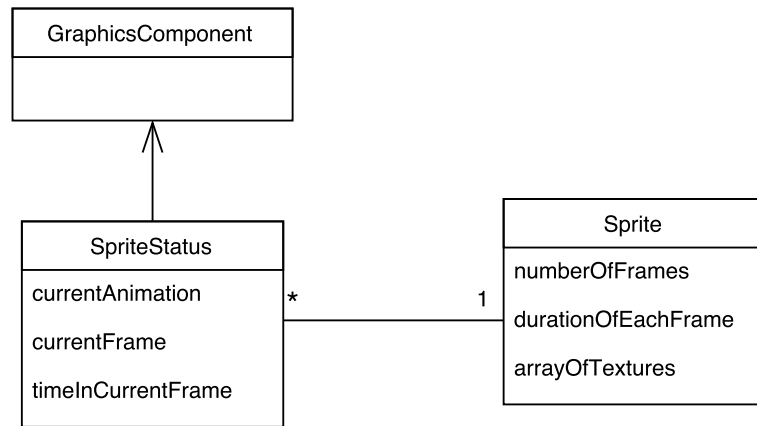 GraphicsComponent
SpriteStatus
currentAnimation
currentFrame
timeInCurrentFrame
*
1
Sprite
numberOfFrames
durationOfEachFrame
arrayOfTextures